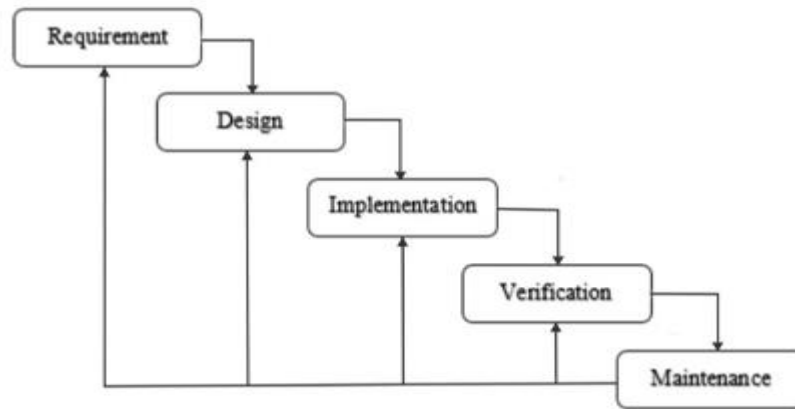 Requirement
Design
Implementation
Verification
Maintenance